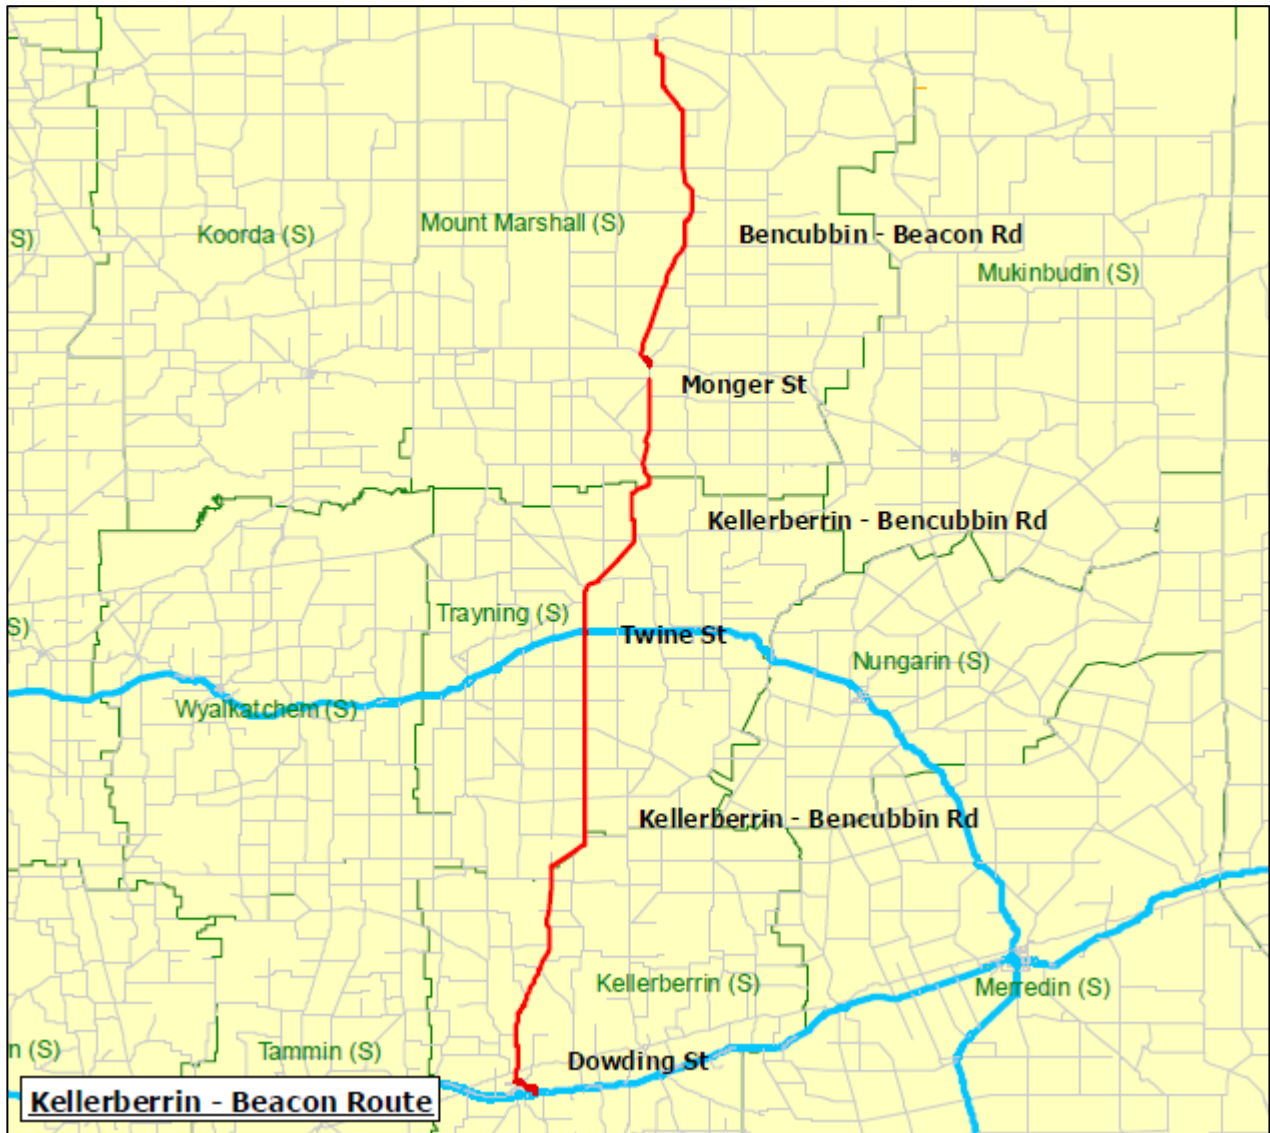 Koorda (S)
Mount Marshall (S)
Bencubbin - Beacon Rd
S)
Mukinbudin (S)
Monger St
Kellerberrin - Bencubbin Rd
Trayning (S)
S)
Twine St
Nungarin (S)
Wyalkatchem (S)
Kellerberrin - Bencubbin Rd
Kellerberrin (S)
Merredin (S)
n (S)
Tammin (S)
Dowding St
Kellerberrin - Beacon Route